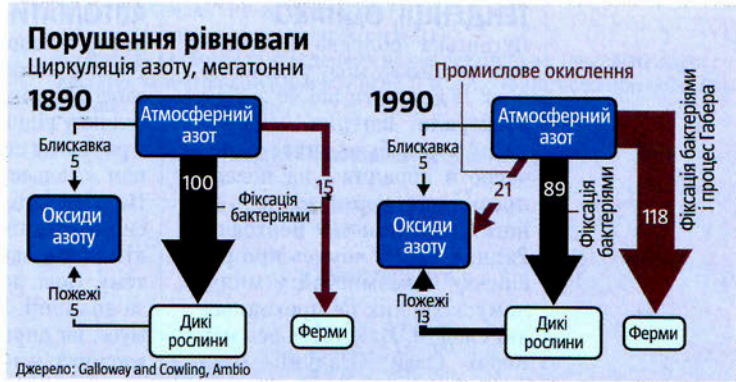 Порушення рівноваги
Циркуляція азоту, мегатонни
1890
Атмосферний
азот
Блискавка
5
100
15
Фіксація
бактеріями
Оксиди
азоту
Пожежі
5
Дикі
рослини
Ферми
Промислове окислення
1990
Атмосферний
азот
Блискавка
5
21
89
Фіксація
бактеріями
118
Фіксація бактеріями
і процес Габера
Оксиди
азоту
Пожежі
13
Дикі
рослини
Ферми
Джерело: Galloway and Cowling, Ambio